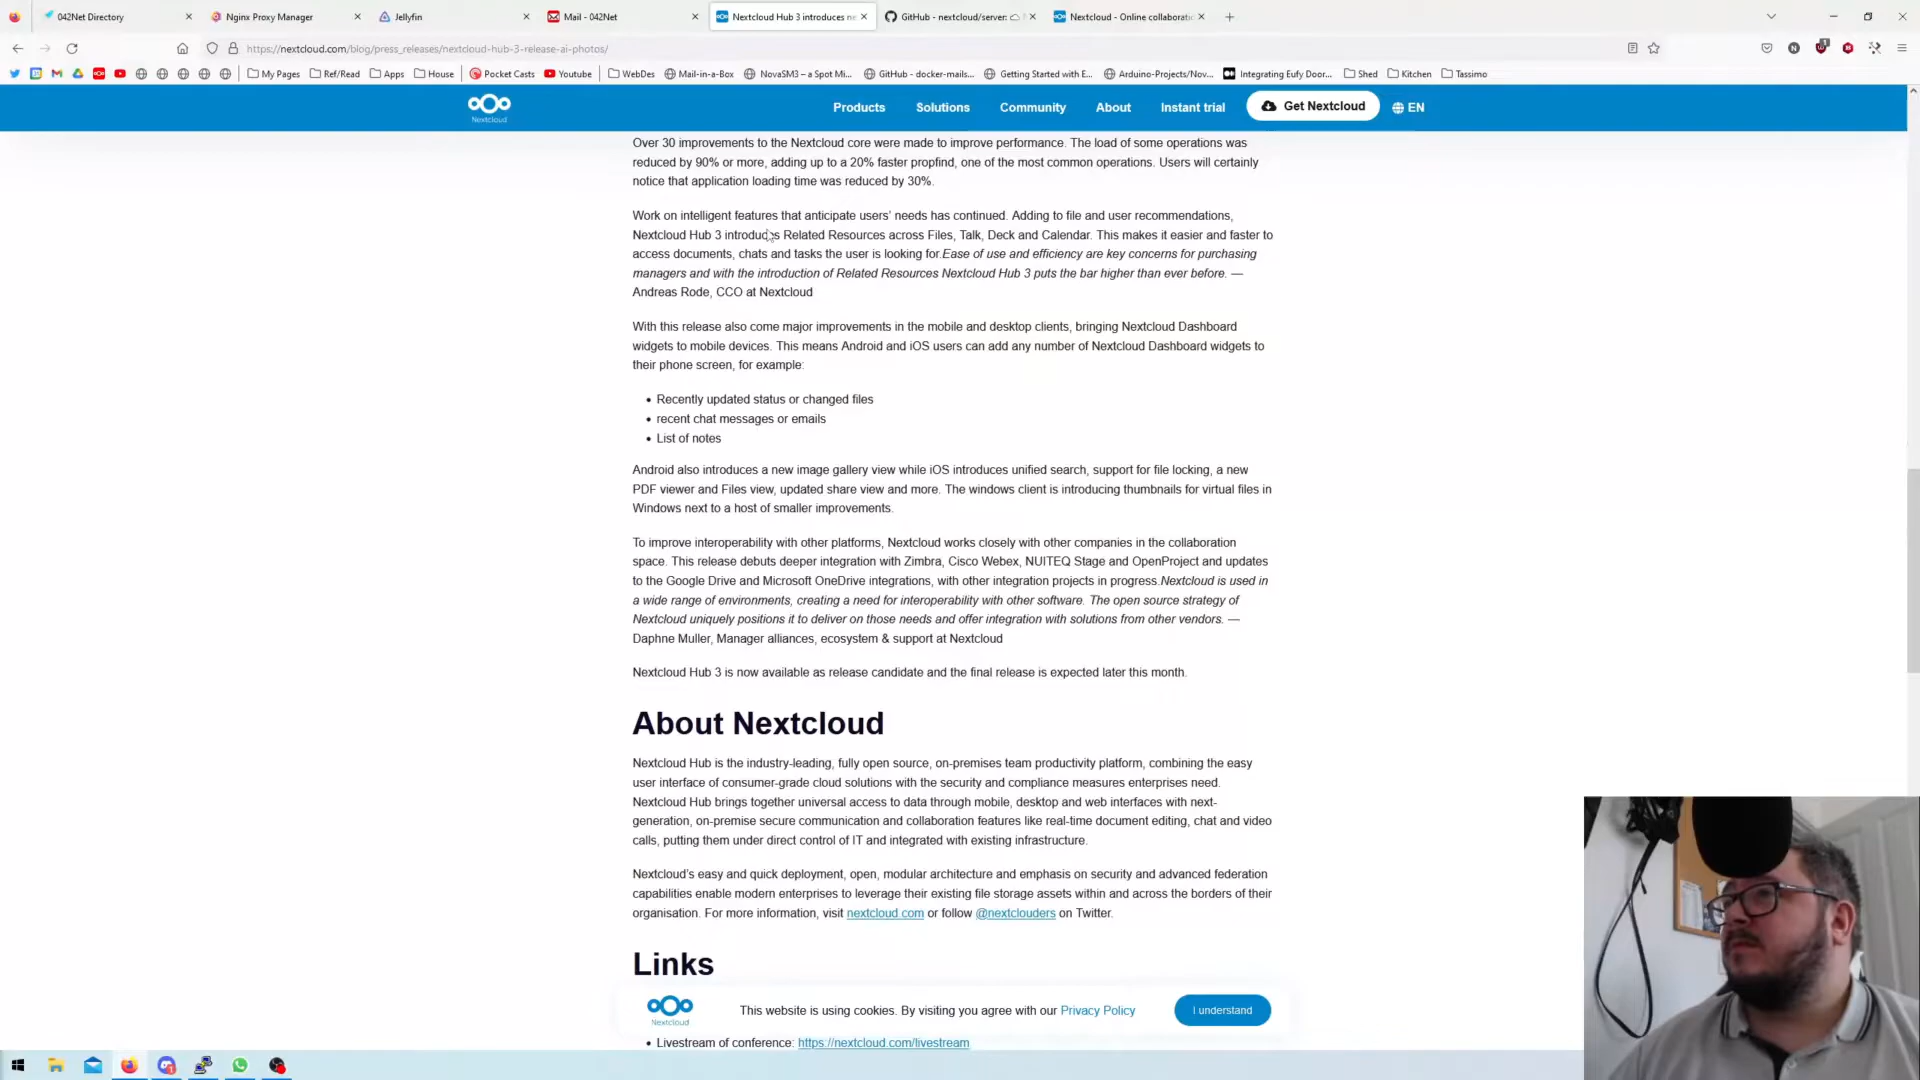 042Net Directory
Nginx Proxy Manager
Jellyfin
Mail - 042Net
Nextcloud Hub 3 introduces ne
GitHub - nextcloud/server:
Nextcloud - Online collaborati
https://nextcloud.com/blog/press_releases/nextcloud-hub-3-release-ai-photos/
My Pages
Ref/Read
Apps
House
Pocket Casts
Youtube
WebDes
Mail-in-a-Box
NovaSM3 – a Spot Mi...
GitHub - docker-mails...
Getting Started with E...
Arduino-Projects/Nov...
Integrating Eufy Door...
Shed
Kitchen
Tassimo
Nextcloud
Products
Solutions
Community
About
Instant trial
Get Nextcloud
EN
Over 30 improvements to the Nextcloud core were made to improve performance. The load of some operations was
reduced by 90% or more, adding up to a 20% faster propfind, one of the most common operations. Users will certainly
notice that application loading time was reduced by 30%.
Work on intelligent features that anticipate users’ needs has continued. Adding to file and user recommendations,
Nextcloud Hub 3 introduces Related Resources across Files, Talk, Deck and Calendar. This makes it easier and faster to
access documents, chats and tasks the user is looking for.Ease of use and efficiency are key concerns for purchasing
managers and with the introduction of Related Resources Nextcloud Hub 3 puts the bar higher than ever before. —
Andreas Rode, CCO at Nextcloud
With this release also come major improvements in the mobile and desktop clients, bringing Nextcloud Dashboard
widgets to mobile devices. This means Android and iOS users can add any number of Nextcloud Dashboard widgets to
their phone screen, for example:
• Recently updated status or changed files
• recent chat messages or emails
• List of notes
Android also introduces a new image gallery view while iOS introduces unified search, support for file locking, a new
PDF viewer and Files view, updated share view and more. The windows client is introducing thumbnails for virtual files in
Windows next to a host of smaller improvements.
To improve interoperability with other platforms, Nextcloud works closely with other companies in the collaboration
space. This release debuts deeper integration with Zimbra, Cisco Webex, NUITEQ Stage and OpenProject and updates
to the Google Drive and Microsoft OneDrive integrations, with other integration projects in progress.Nextcloud is used in
a wide range of environments, creating a need for interoperability with other software. The open source strategy of
Nextcloud uniquely positions it to deliver on those needs and offer integration with solutions from other vendors. —
Daphne Muller, Manager alliances, ecosystem & support at Nextcloud
Nextcloud Hub 3 is now available as release candidate and the final release is expected later this month.
About Nextcloud
Nextcloud Hub is the industry-leading, fully open source, on-premises team productivity platform, combining the easy
user interface of consumer-grade cloud solutions with the security and compliance measures enterprises need.
Nextcloud Hub brings together universal access to data through mobile, desktop and web interfaces with next-
generation, on-premise secure communication and collaboration features like real-time document editing, chat and video
calls, putting them under direct control of IT and integrated with existing infrastructure.
Nextcloud’s easy and quick deployment, open, modular architecture and emphasis on security and advanced federation
capabilities enable modern enterprises to leverage their existing file storage assets within and across the borders of their
organisation. For more information, visit nextcloud.com or follow @nextclouders on Twitter.
Links
Nextcloud
This website is using cookies. By visiting you agree with our Privacy Policy
I understand
• Livestream of conference: https://nextcloud.com/livestream